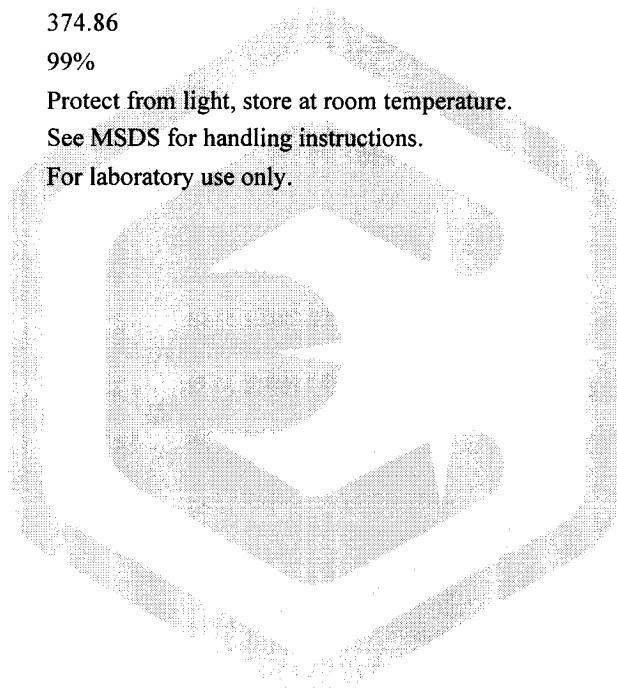 374.86
99%
Protect from light, store at room temperature.
See MSDS for handling instructions.
For laboratory use only.